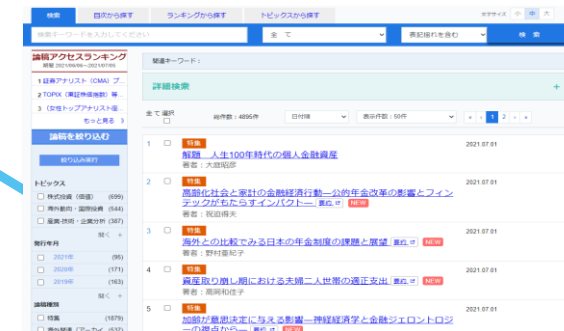 検索 目次から探す ランキングから探す トピックスから探す 文字サイズ 小 中 大
検索キーワードを入力してください 全て 表記揺れを含む 検索
論稿アクセスランキング
期間 2021/06/06～2021/07/05
1 証券アナリスト（CMA）プ...
2 TOPIX（東証株価指数）等...
3 （女性トップアナリスト座...
もっと見る 》
論稿を絞り込む
絞り込み実行
トピックス
株式投資（価値） (699)
海外動向・国際投資 (544)
産業・技術・企業分析 (387)
開く +
発行年月
2021年 (96)
2020年 (171)
2019年 (163)
開く +
論稿種別
特集 (1879)
関連キーワード：
詳細検索 +
全て選択 総件数：4895件 日付順 表示件数：50件 « ‹ 1 2 › »
1 特集 2021.07.01
解題 人生100年時代の個人金融資産
著者：大庭昭彦
2 特集 2021.07.01
高齢化社会と家計の金融経済行動―公的年金改革の影響とフィン
テックがもたらすインパクト― 要約 NEW
著者：祝迫得夫
3 特集 2021.07.01
海外との比較でみる日本の年金制度の課題と展望 要約 NEW
著者：野村亜紀子
4 特集 2021.07.01
資産取り崩し期における夫婦二人世帯の適正支出 要約 NEW
著者：高岡和佳子
5 特集 2021.07.01
加齢が意思決定に与える影響―神経経済学と金融ジェロントロジ
ーの視点から― 要約 NEW